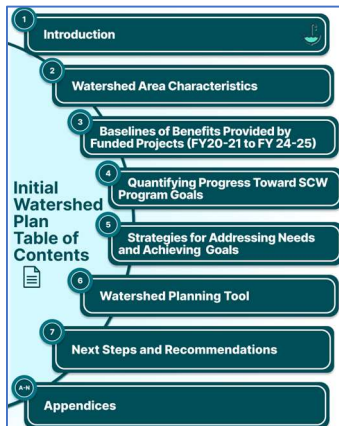 1
Introduction
2
Watershed Area Characteristics
3
Baselines of Benefits Provided by
Funded Projects (FY20-21 to FY 24-25)
4
Quantifying Progress Toward SCW
Program Goals
Initial
Watershed
Plan
Table of
Contents
5
Strategies for Addressing Needs
and Achieving Goals
6
Watershed Planning Tool
7
Next Steps and Recommendations
A-N
Appendices